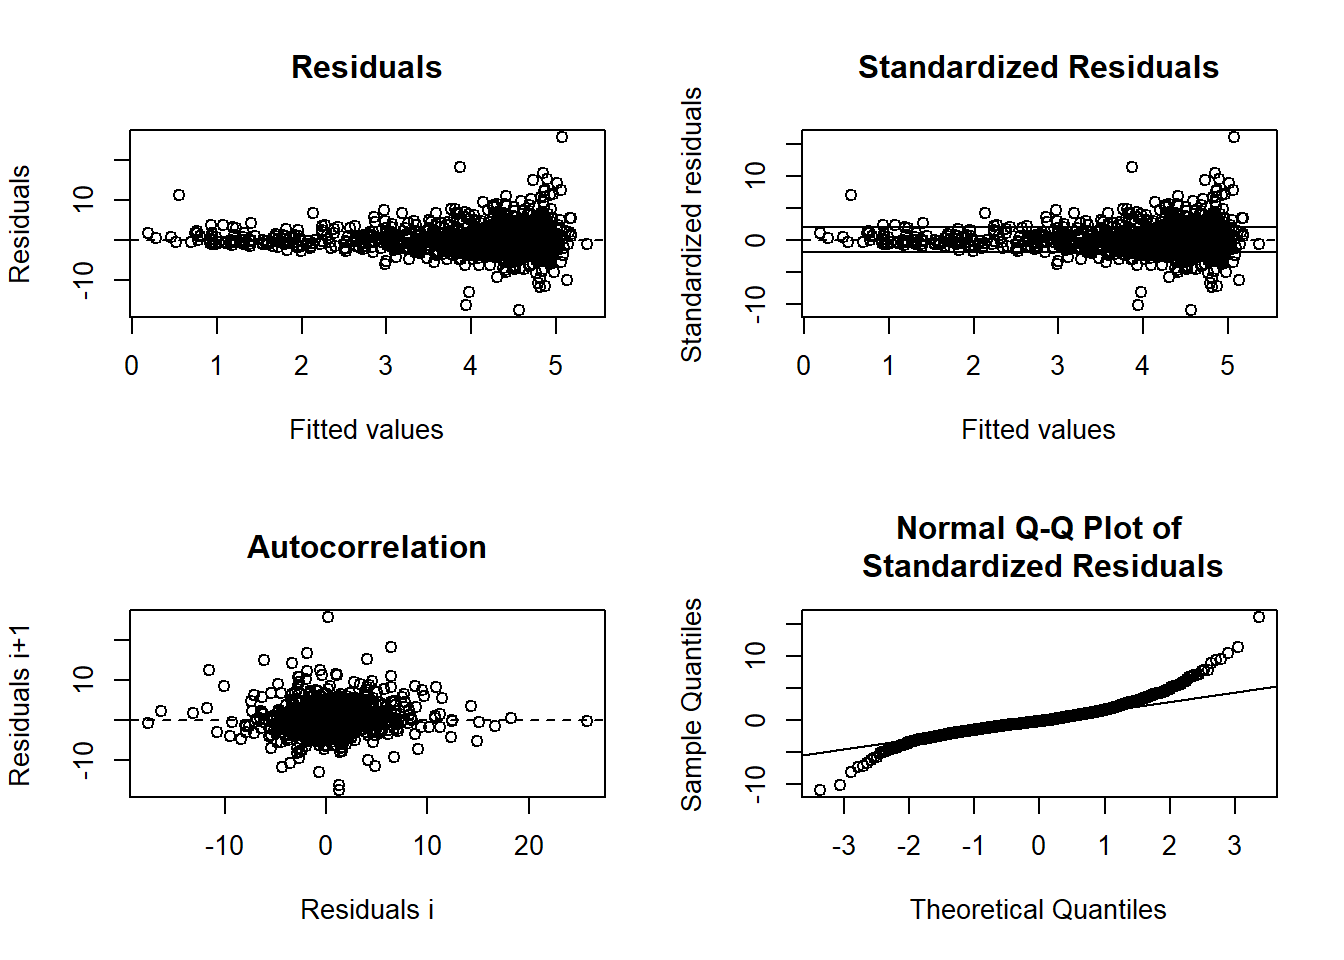 Residuals
Residuals
10
-10
0 1 2 3 4 5
Fitted values
Standardized Residuals
Standardized residuals
10
0
-10
0 1 2 3 4 5
Fitted values
Autocorrelation
Residuals i+1
10
-10
-10 0 10 20
Residuals i
Normal Q-Q Plot of
Standardized Residuals
Sample Quantiles
10
0
-10
-3 -2 -1 0 1 2 3
Theoretical Quantiles